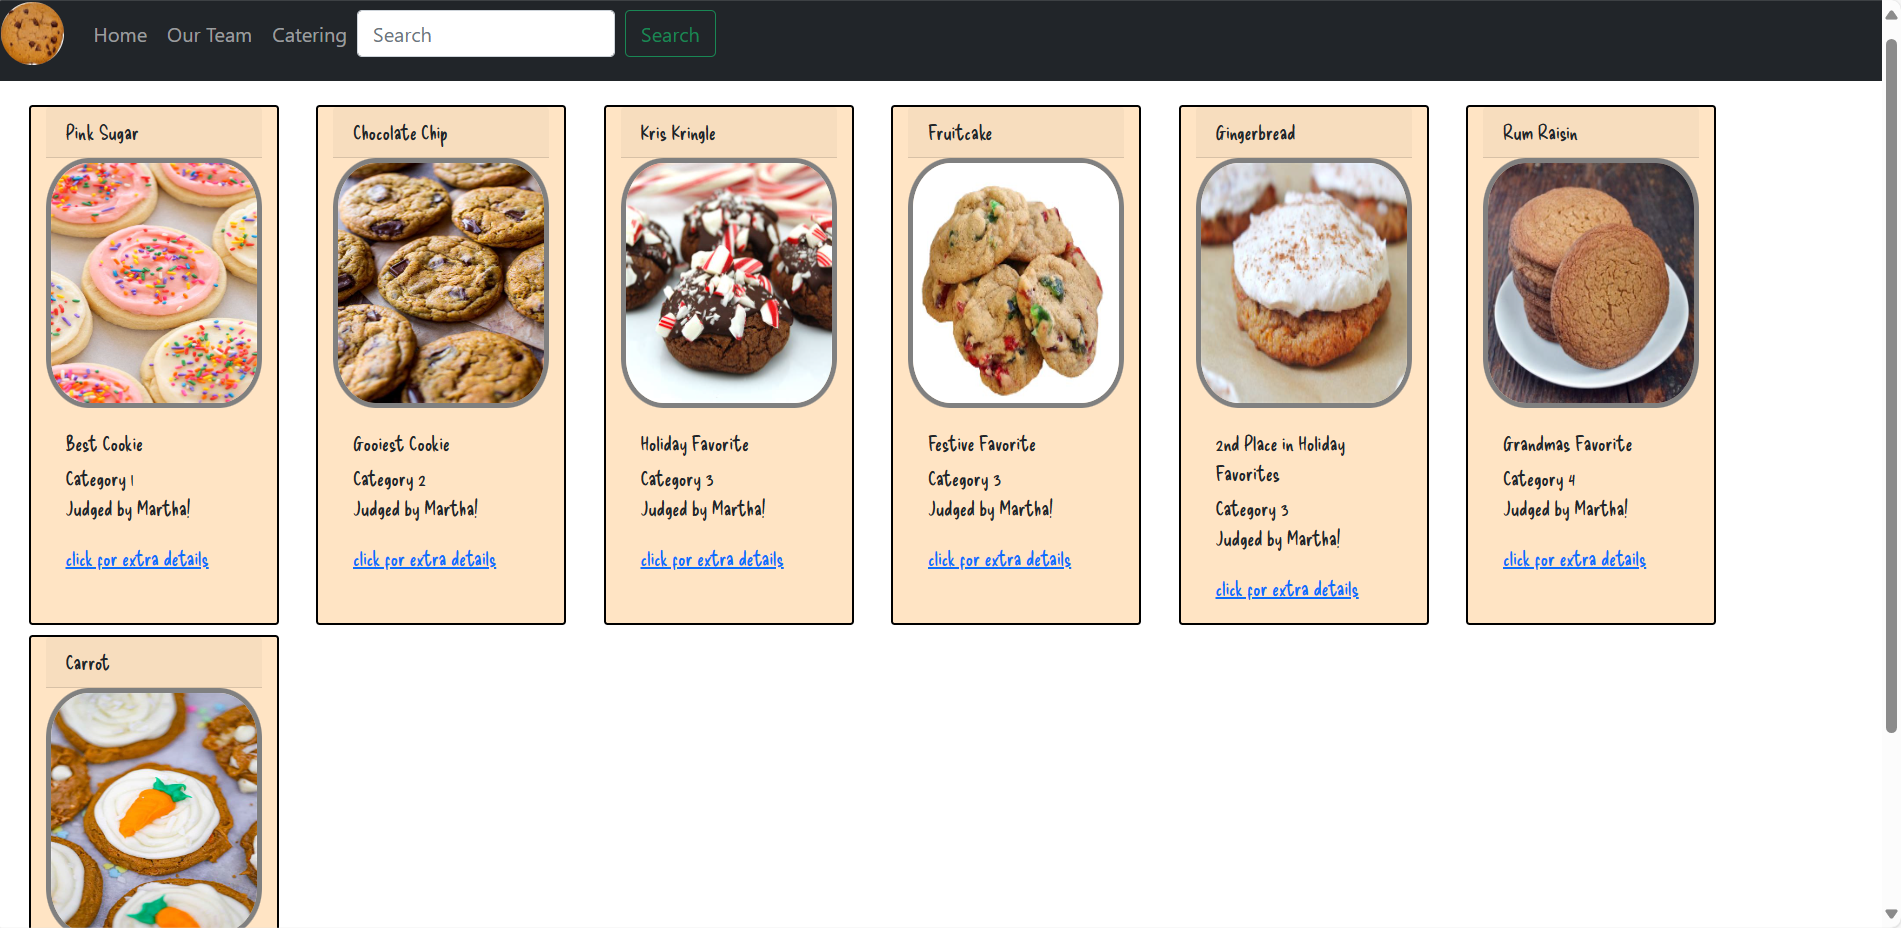 Home Our Team Catering Search Search
Pink Sugar
Best Cookie
Category 1
Judged by Martha!
click for extra details
Chocolate Chip
Gooiest Cookie
Category 2
Judged by Martha!
click for extra details
Kris Kringle
Holiday Favorite
Category 3
Judged by Martha!
click for extra details
Fruitcake
Festive Favorite
Category 3
Judged by Martha!
click for extra details
Gingerbread
2nd Place in Holiday
Favorites
Category 3
Judged by Martha!
click for extra details
Rum Raisin
Grandmas Favorite
Category 4
Judged by Martha!
click for extra details
Carrot